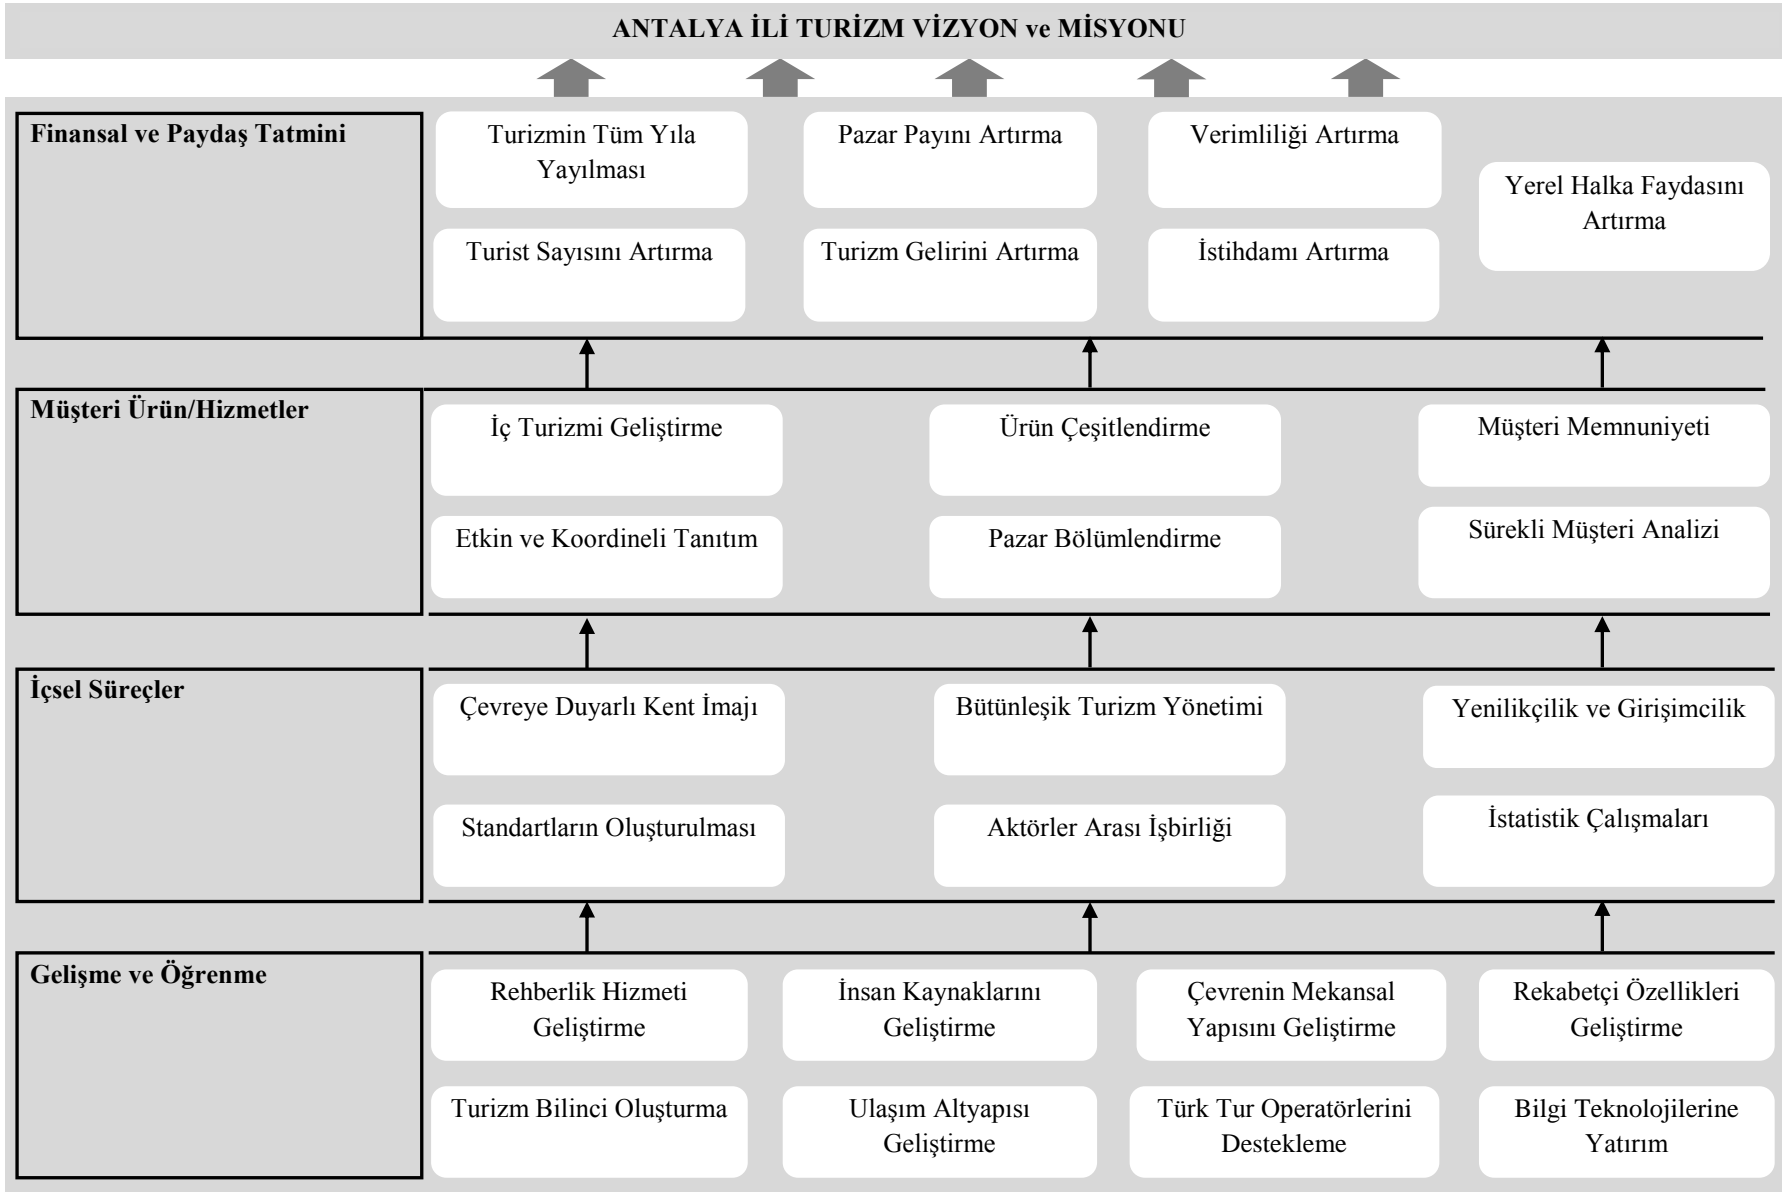 ANTALYA İLİ TURİZM VİZYON ve MİSYONU
Finansal ve Paydaş Tatmini
Turizmin Tüm Yıla
Yayılması
Pazar Payını Artırma
Verimliliği Artırma
Yerel Halka Faydasını
Artırma
Turist Sayısını Artırma
Turizm Gelirini Artırma
İstihdamı Artırma
Müşteri Ürün/Hizmetler
İç Turizmi Geliştirme
Ürün Çeşitlendirme
Müşteri Memnuniyeti
Etkin ve Koordineli Tanıtım
Pazar Bölümlendirme
Sürekli Müşteri Analizi
İçsel Süreçler
Çevreye Duyarlı Kent İmajı
Bütünleşik Turizm Yönetimi
Yenilikçilik ve Girişimcilik
Standartların Oluşturulması
Aktörler Arası İşbirliği
İstatistik Çalışmaları
Gelişme ve Öğrenme
Rehberlik Hizmeti
Geliştirme
İnsan Kaynaklarını
Geliştirme
Çevrenin Mekansal
Yapısını Geliştirme
Rekabetçi Özellikleri
Geliştirme
Turizm Bilinci Oluşturma
Ulaşım Altyapısı
Geliştirme
Türk Tur Operatörlerini
Destekleme
Bilgi Teknolojilerine
Yatırım